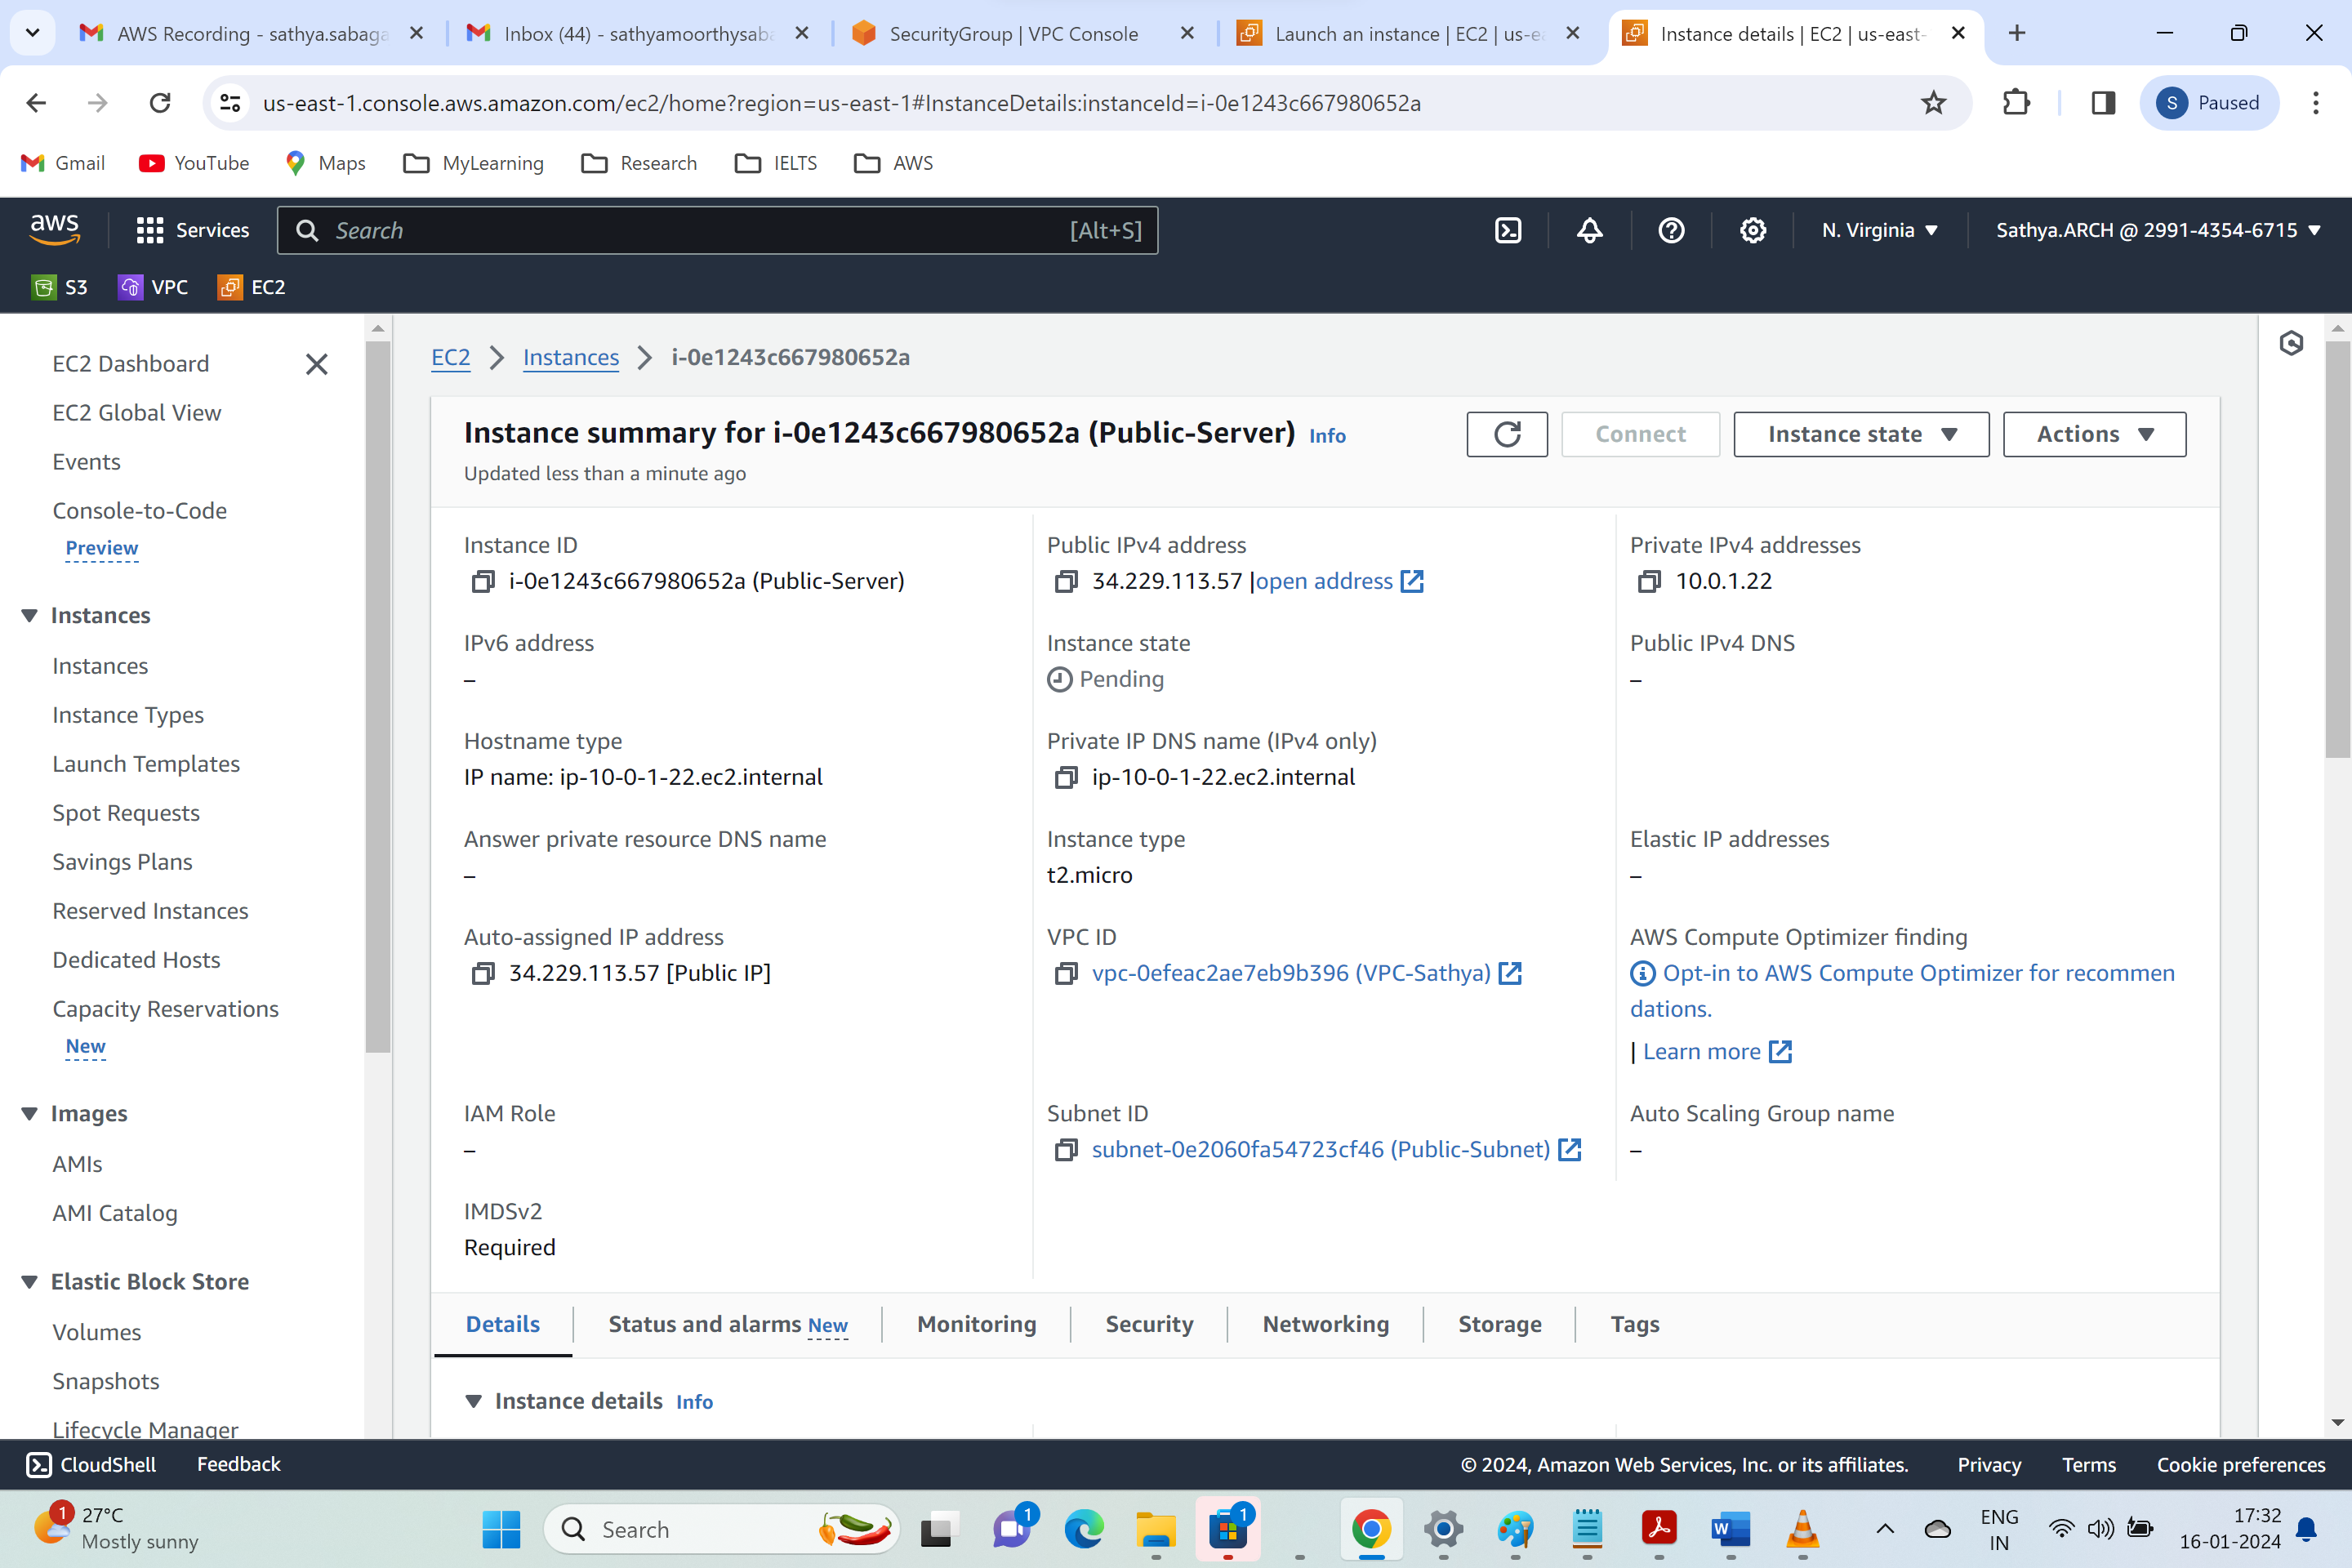 AWS Recording - sathya.sabaga
Inbox (44) - sathyamoorthysaba
SecurityGroup | VPC Console
Launch an instance | EC2 | us-ea
Instance details | EC2 | us-east-
us-east-1.console.aws.amazon.com/ec2/home?region=us-east-1#InstanceDetails:instanceId=i-0e1243c667980652a
S Paused
Gmail YouTube Maps MyLearning Research IELTS AWS
aws Services Search [Alt+S] N. Virginia Sathya.ARCH @ 2991-4354-6715
S3 VPC EC2
EC2 Dashboard
EC2 Global View
Events
Console-to-Code
Preview
Instances
Instances
Instance Types
Launch Templates
Spot Requests
Savings Plans
Reserved Instances
Dedicated Hosts
Capacity Reservations
New
Images
AMIs
AMI Catalog
Elastic Block Store
Volumes
Snapshots
Lifecycle Manager
EC2 Instances i-0e1243c667980652a
Instance summary for i-0e1243c667980652a (Public-Server) Info
Updated less than a minute ago
Connect Instance state Actions
Instance ID
i-0e1243c667980652a (Public-Server)
Public IPv4 address
34.229.113.57 |open address
Private IPv4 addresses
10.0.1.22
IPv6 address
–
Instance state
Pending
Public IPv4 DNS
–
Hostname type
IP name: ip-10-0-1-22.ec2.internal
Private IP DNS name (IPv4 only)
ip-10-0-1-22.ec2.internal
Answer private resource DNS name
–
Instance type
t2.micro
Elastic IP addresses
–
Auto-assigned IP address
34.229.113.57 [Public IP]
VPC ID
vpc-0efeac2ae7eb9b396 (VPC-Sathya)
AWS Compute Optimizer finding
Opt-in to AWS Compute Optimizer for recommen
dations.
| Learn more
IAM Role
–
Subnet ID
subnet-0e2060fa54723cf46 (Public-Subnet)
Auto Scaling Group name
–
IMDSv2
Required
Details Status and alarms New Monitoring Security Networking Storage Tags
Instance details Info
CloudShell Feedback © 2024, Amazon Web Services, Inc. or its affiliates. Privacy Terms Cookie preferences
1 27°C
Mostly sunny
Search
1
1
W
ENG
IN
17:32
16-01-2024